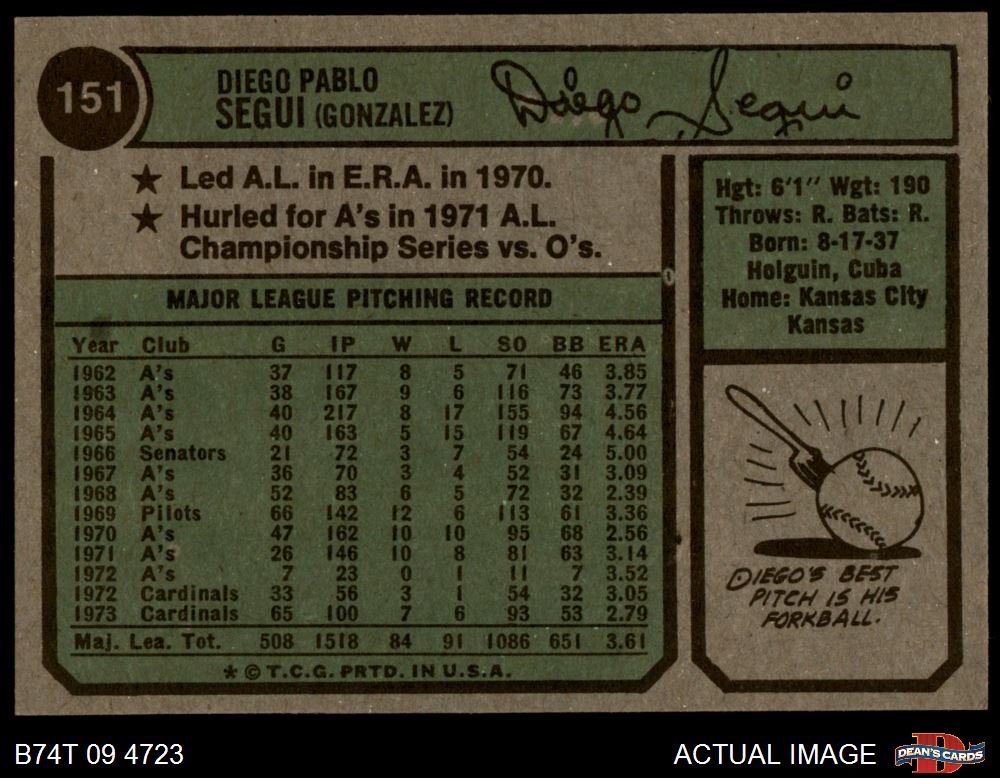 151
DIEGO PABLO
SEGUI (GONZALEZ)
Diego Segui
★ Led A.L. in E.R.A. in 1970.
★ Hurled for A's in 1971 A.L.
Championship Series vs. O's.
MAJOR LEAGUE PITCHING RECORD
Year Club G IP W L SO BB ERA
1962 A's 37 117 8 5 71 46 3.85
1963 A's 38 167 9 6 116 73 3.77
1964 A's 40 217 8 17 155 94 4.56
1965 A's 40 163 5 15 119 67 4.64
1966 Senators 21 72 3 7 54 24 5.00
1967 A's 36 70 3 4 52 31 3.09
1968 A's 52 83 6 5 72 32 2.39
1969 Pilots 66 142 12 6 113 61 3.36
1970 A's 47 162 10 10 95 68 2.56
1971 A's 26 146 10 8 81 63 3.14
1972 A's 7 23 0 1 11 7 3.52
1972 Cardinals 33 56 3 1 54 32 3.05
1973 Cardinals 65 100 7 6 93 53 2.79
Maj. Lea. Tot. 508 1518 84 91 1086 651 3.61
* © T.C.G. PRTD. IN U.S.A.
Hgt: 6'1" Wgt: 190
Throws: R. Bats: R.
Born: 8-17-37
Holguin, Cuba
Home: Kansas City
Kansas
DIEGO'S BEST
PITCH IS HIS
FORKBALL.
B74T 09 4723
ACTUAL IMAGE
DEAN'S CARDS